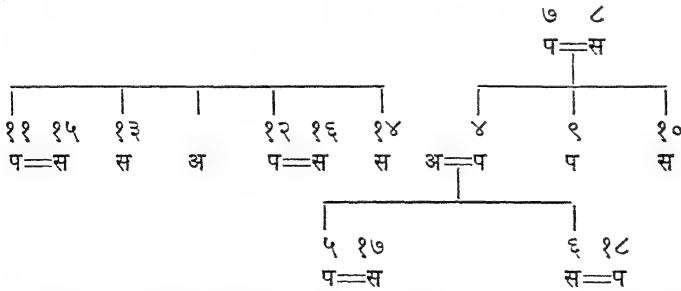 ७ ८
प स
११ १५ १३ १२ १६ १४ ४ ९ १०
प स स अ प स स अ प प स
५ १७ ६ १८
प स स प